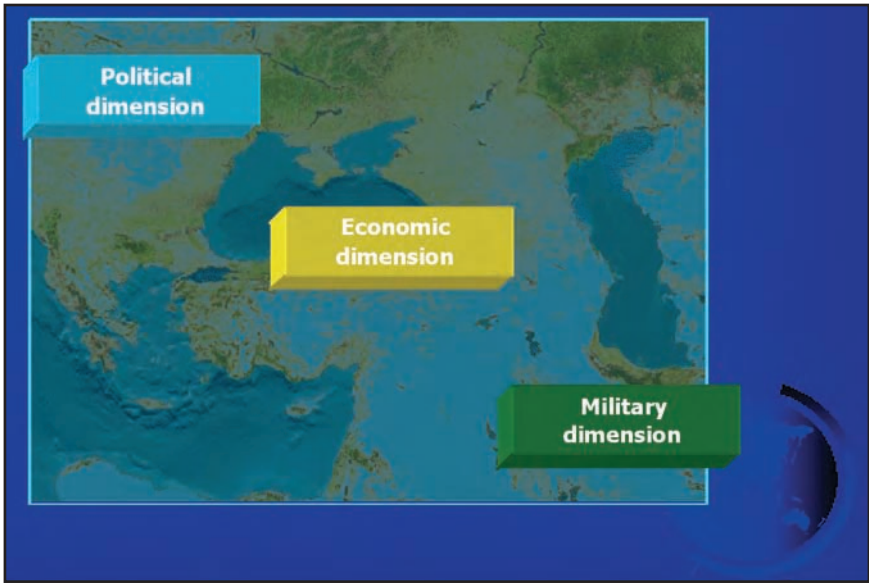 Political
dimension
Economic
dimension
Military
dimension